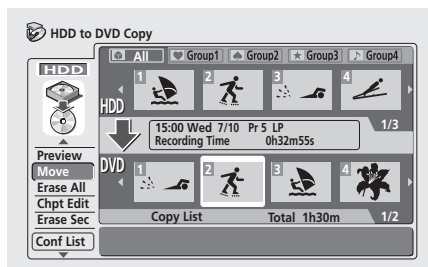 HDD to DVD Copy
All Group1 Group2 Group3 Group4
HDD
1 2 3 4
HDD
15:00 Wed 7/10 Pr 5 LP
Recording Time 0h32m55s
1/3
Preview
Move
Erase All
Chpt Edit
Erase Sec
Conf List
DVD
1 2 3 4
Copy List Total 1h30m 1/2